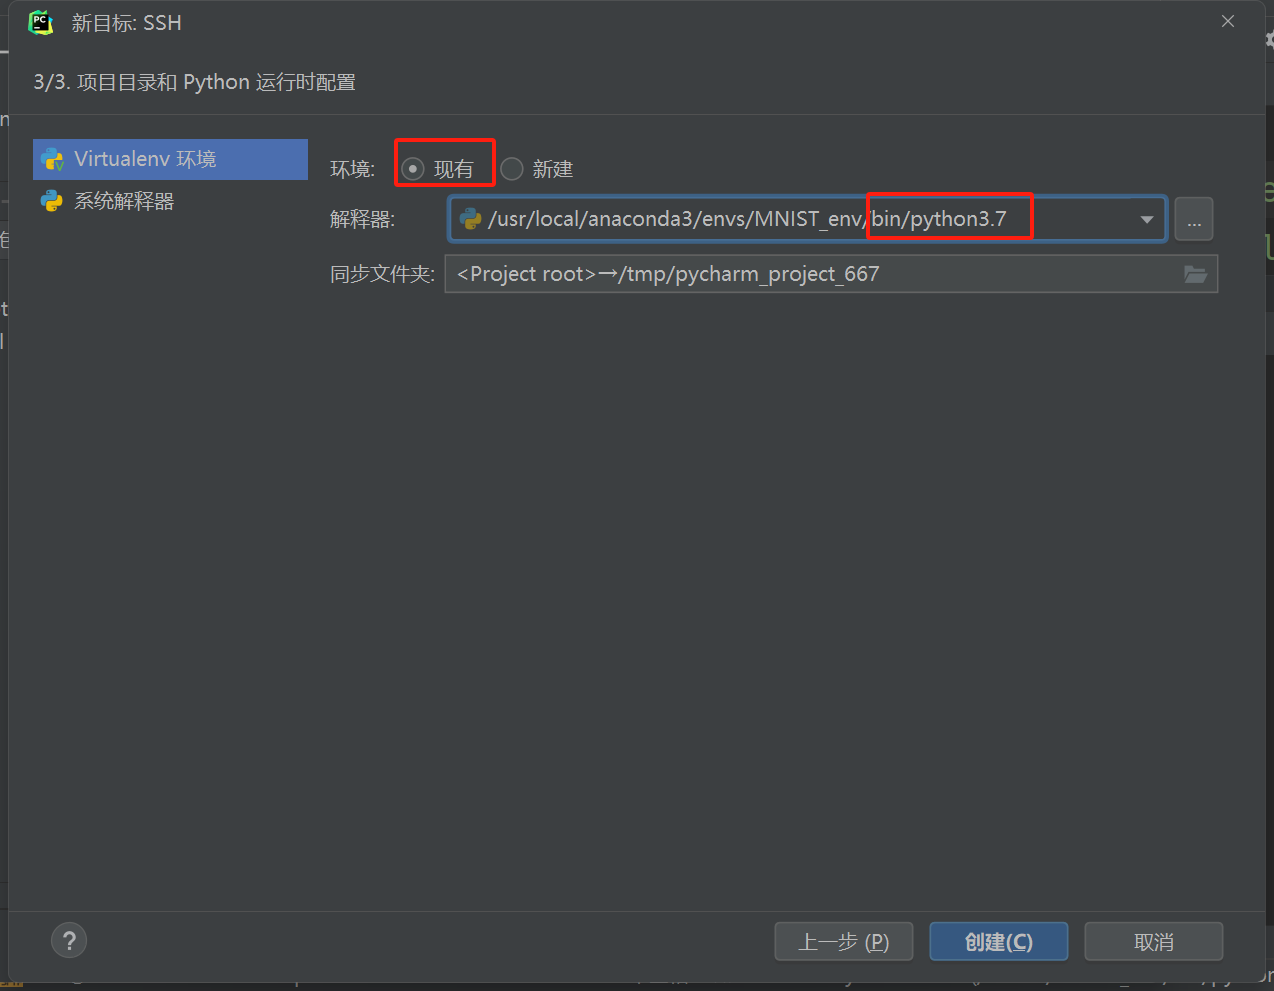 新目标: SSH
3/3. 项目目录和 Python 运行时配置
Virtualenv 环境
系统解释器
环境: 现有 新建
解释器: /usr/local/anaconda3/envs/MNIST_env/bin/python3.7 ...
同步文件夹: <Project root>→/tmp/pycharm_project_667
? 上一步 (P) 创建(C) 取消